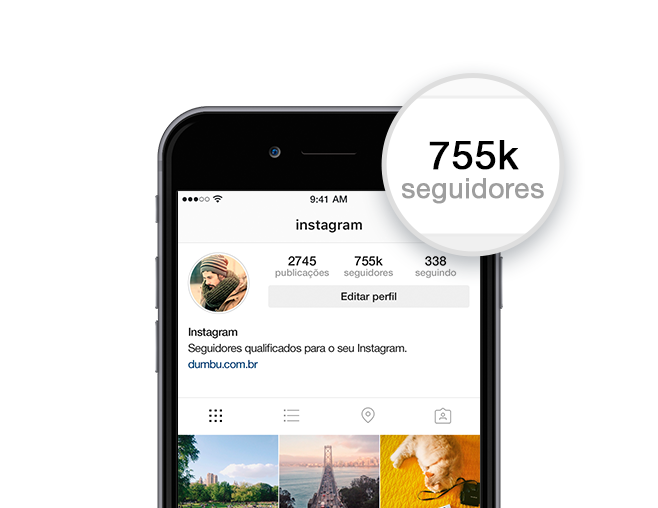 755k
seguidores
9:41 AM
instagram
2745 755k 338
publicações seguidores seguindo
Editar perfil
Instagram
Seguidores qualificados para o seu Instagram.
dumbu.com.br